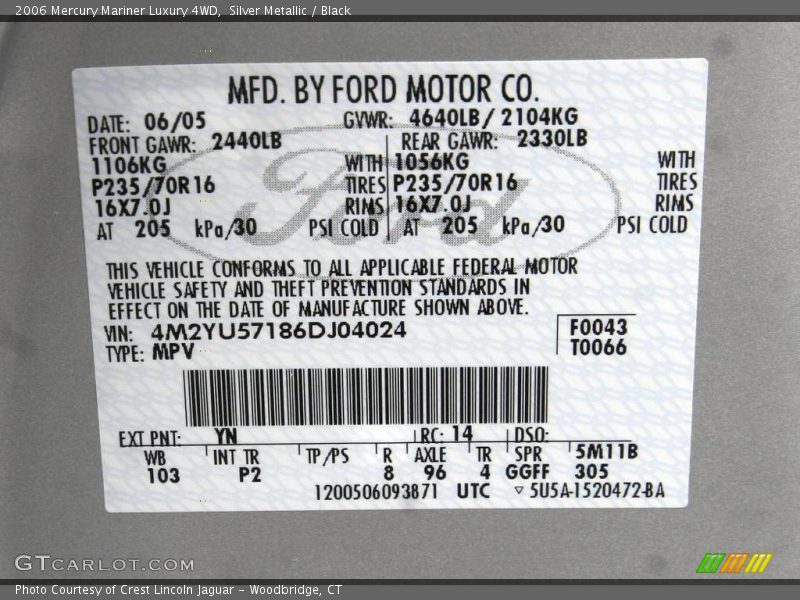 2006 Mercury Mariner Luxury 4WD,  Silver Metallic / Black
MFD. BY FORD MOTOR CO.
DATE: 06/05 GVWR: 4640LB/ 2104KG
FRONT GAWR: 2440LB REAR GAWR: 2330LB
1106KG WITH 1056KG WITH
P235/70R16 TIRES P235/70R16 TIRES
16X7.0J RIMS 16X7.0J RIMS
AT 205 kPa/30 PSI COLD AT 205 kPa/30 PSI COLD
Ford
THIS VEHICLE CONFORMS TO ALL APPLICABLE FEDERAL MOTOR
VEHICLE SAFETY AND THEFT PREVENTION STANDARDS IN
EFFECT ON THE DATE OF MANUFACTURE SHOWN ABOVE.
VIN: 4M2YU57186DJ04024 F0043
TYPE: MPV T0066
EXT PNT: YN RC: 14 DSO:
WB INT TR TP/PS R AXLE TR SPR 5M11B
103 P2 8 96 4 GGFF 305
1200506093871 UTC ▽ 5U5A-1520472-BA
GTCARLOT.COM
Photo Courtesy of Crest Lincoln Jaguar - Woodbridge, CT